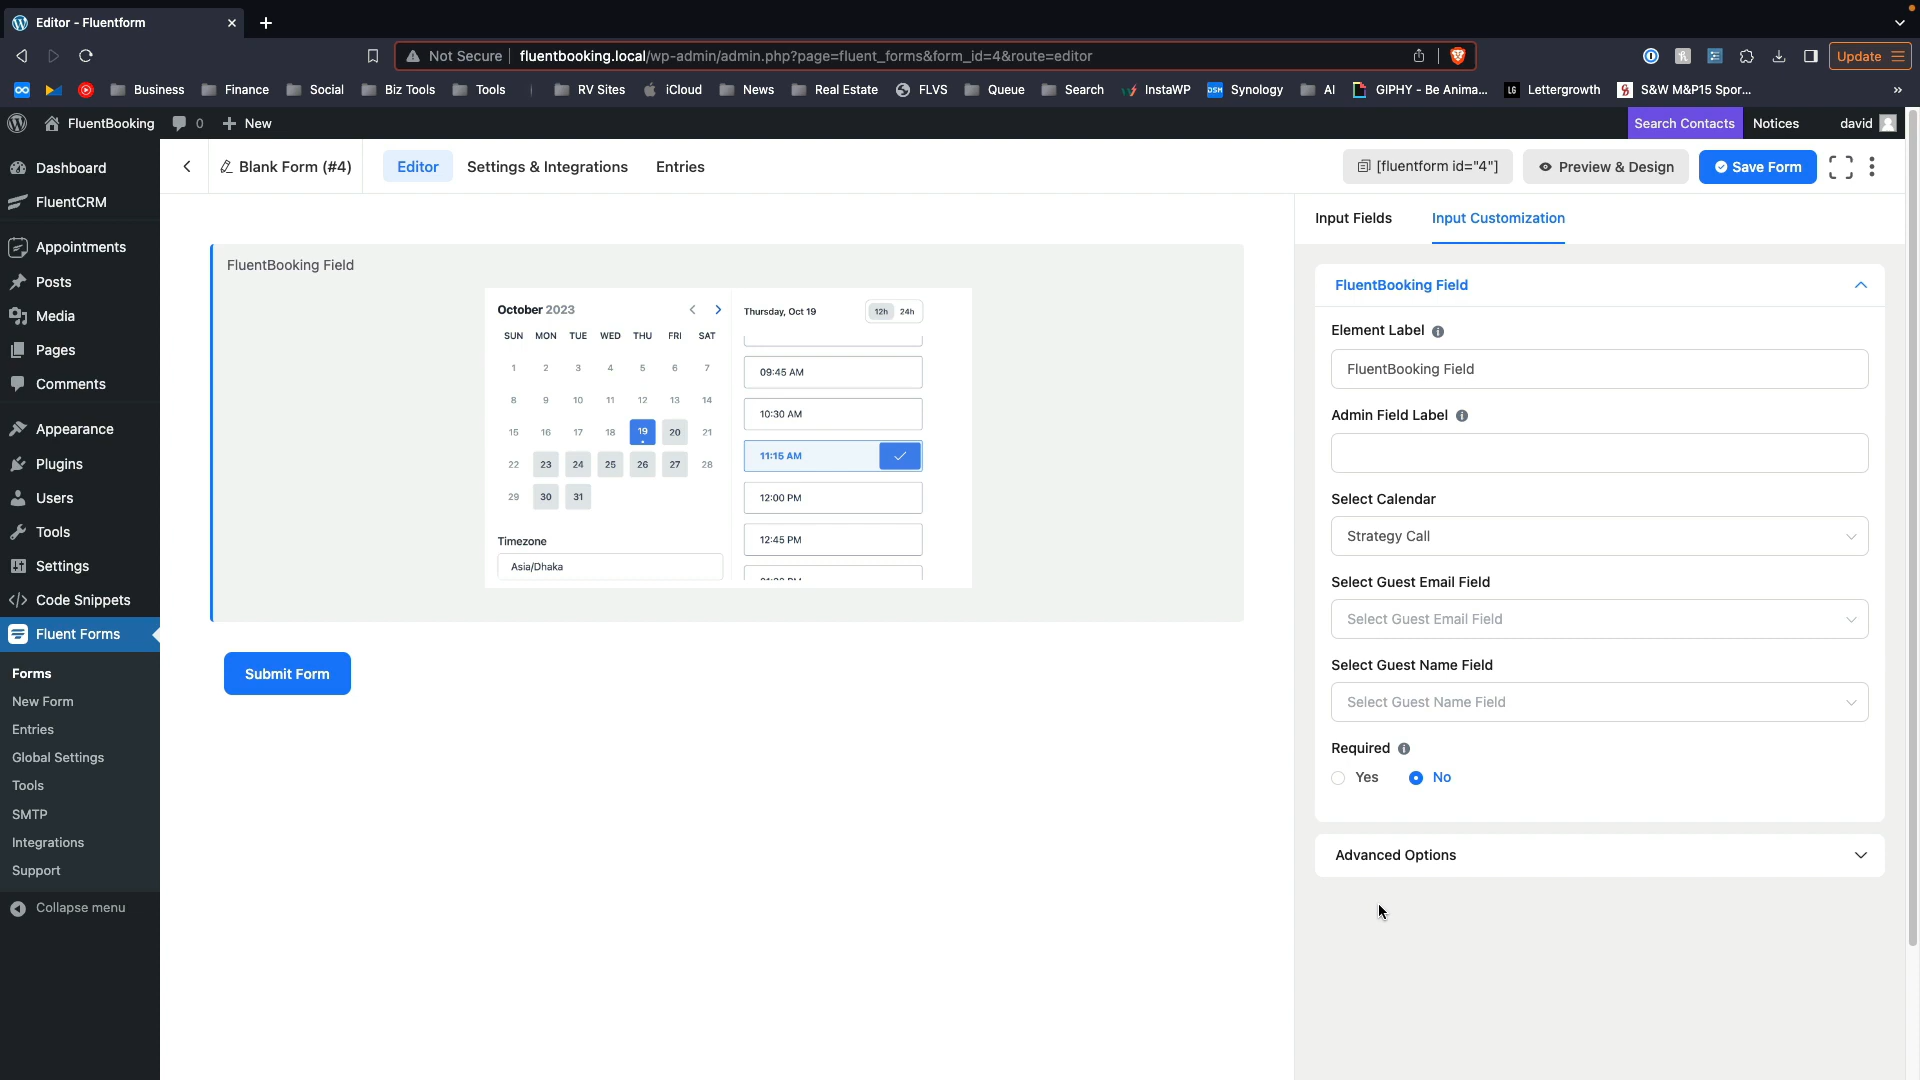 Editor - Fluentform
Not Secure fluentbooking.local/wp-admin/admin.php?page=fluent_forms&form_id=4&route=editor
Update
Business Finance Social Biz Tools Tools RV Sites iCloud News Real Estate FLVS Queue Search InstaWP DSM Synology AI GIPHY - Be Anima... LG Lettergrowth S&W M&P15 Spor... »
FluentBooking 0 + New Search Contacts Notices david
Dashboard
FluentCRM
Appointments
Posts
Media
Pages
Comments
Appearance
Plugins
Users
Tools
Settings
Code Snippets
Fluent Forms
Forms
New Form
Entries
Global Settings
Tools
SMTP
Integrations
Support
Collapse menu
Blank Form (#4) Editor Settings & Integrations Entries [fluentform id="4"] Preview & Design Save Form
FluentBooking Field
October 2023
SUN MON TUE WED THU FRI SAT
1 2 3 4 5 6 7
8 9 10 11 12 13 14
15 16 17 18 19 20 21
22 23 24 25 26 27 28
29 30 31
Timezone
Asia/Dhaka
Thursday, Oct 19 12h 24h
09:45 AM
10:30 AM
11:15 AM
12:00 PM
12:45 PM
Submit Form
Input Fields Input Customization
FluentBooking Field
Element Label
FluentBooking Field
Admin Field Label
Select Calendar
Strategy Call
Select Guest Email Field
Select Guest Email Field
Select Guest Name Field
Select Guest Name Field
Required
Yes No
Advanced Options